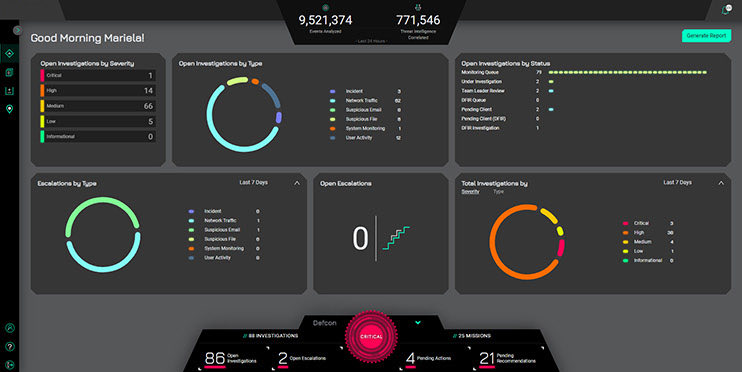 9,521,374
Events Analyzed
771,546
Threat Intelligence
Correlated
- Last 24 Hours -
Good Morning Mariela!
Generate Report
Open Investigations by Severity
Critical 1
High 14
Medium 66
Low 5
Informational 0
Open Investigations by Type
Incident 3
Network Traffic 62
Suspicious Email 0
Suspicious File 8
System Monitoring 1
User Activity 12
Open Investigations by Status
Monitoring Queue 79
Under Investigation 2
Team Leader Review 2
DFIR Queue 0
Pending Client 2
Pending Client (DFIR) 0
DFIR Investigation 1
Escalations by Type
Last 7 Days
Incident 0
Network Traffic 1
Suspicious Email 1
Suspicious File 0
System Monitoring 0
User Activity 0
Open Escalations
0
Total Investigations by
Last 7 Days
Severity Type
Critical 3
High 38
Medium 4
Low 1
Informational 0
Defcon
CRITICAL
// 88 INVESTIGATIONS
// 25 MISSIONS
86 Open Investigations
2 Open Escalations
4 Pending Actions
21 Pending Recommendations